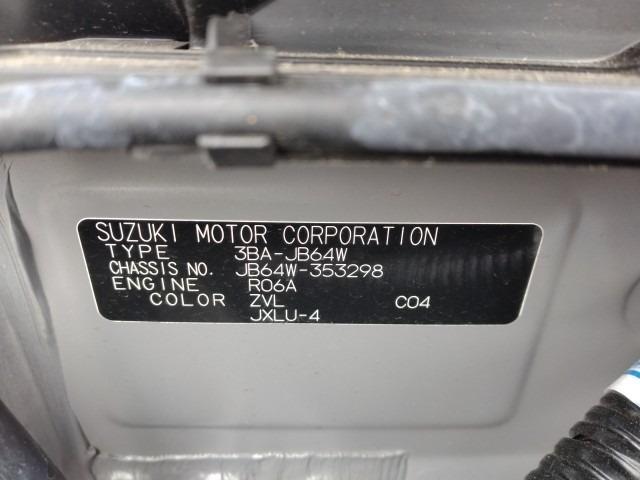 SUZUKI MOTOR CORPORATION
TYPE 3BA-JB64W
CHASSIS NO. JB64W-353298
ENGINE R06A
COLOR ZVL C04
JXLU-4